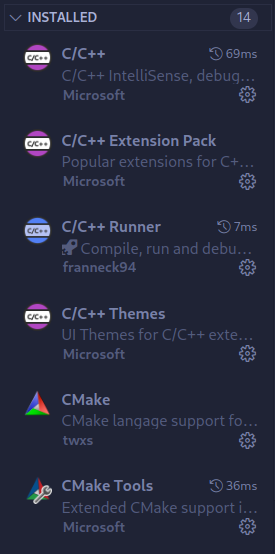 INSTALLED 14
C/C++ 69ms
C/C++ IntelliSense, debug...
Microsoft
C/C++ Extension Pack
Popular extensions for C+...
Microsoft
C/C++ Runner 7ms
Compile, run and debu...
franneck94
C/C++ Themes
UI Themes for C/C++ exte...
Microsoft
CMake
CMake langage support fo...
twxs
CMake Tools 36ms
Extended CMake support i...
Microsoft